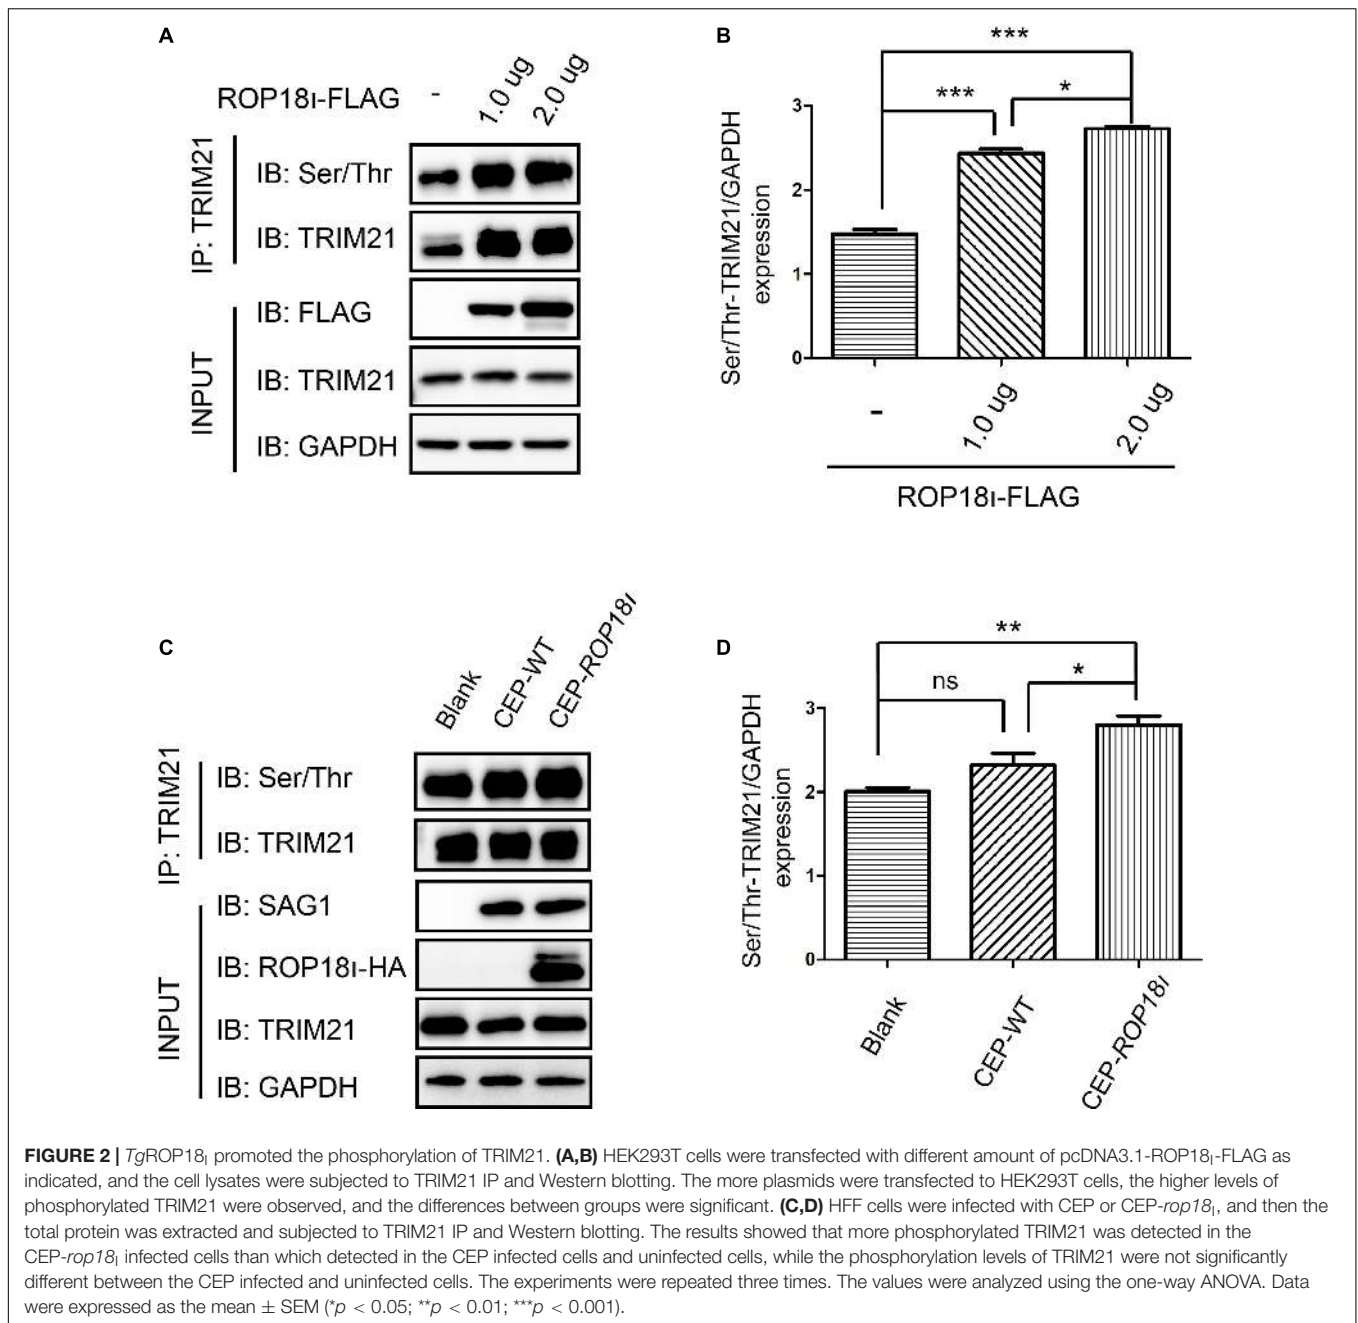 A
ROP18I-FLAG - 1.0 ug 2.0 ug
IP: TRIM21
IB: Ser/Thr
IB: TRIM21
INPUT
IB: FLAG
IB: TRIM21
IB: GAPDH
B
***
***
*
Ser/Thr-TRIM21/GAPDH
expression
3
2
1
0
- 1.0 ug 2.0 ug
ROP18I-FLAG
C
Blank CEP-WT CEP-ROP18I
IP: TRIM21
IB: Ser/Thr
IB: TRIM21
INPUT
IB: SAG1
IB: ROP18I-HA
IB: TRIM21
IB: GAPDH
D
**
ns
*
Ser/Thr-TRIM21/GAPDH
expression
3
2
1
0
Blank CEP-WT CEP-ROP18I
FIGURE 2 | TgROP18I promoted the phosphorylation of TRIM21. (A,B) HEK293T cells were transfected with different amount of pcDNA3.1-ROP18I-FLAG as
indicated, and the cell lysates were subjected to TRIM21 IP and Western blotting. The more plasmids were transfected to HEK293T cells, the higher levels of
phosphorylated TRIM21 were observed, and the differences between groups were significant. (C,D) HFF cells were infected with CEP or CEP-rop18I, and then the
total protein was extracted and subjected to TRIM21 IP and Western blotting. The results showed that more phosphorylated TRIM21 was detected in the
CEP-rop18I infected cells than which detected in the CEP infected cells and uninfected cells, while the phosphorylation levels of TRIM21 were not significantly
different between the CEP infected and uninfected cells. The experiments were repeated three times. The values were analyzed using the one-way ANOVA. Data
were expressed as the mean ± SEM (*p < 0.05; **p < 0.01; ***p < 0.001).